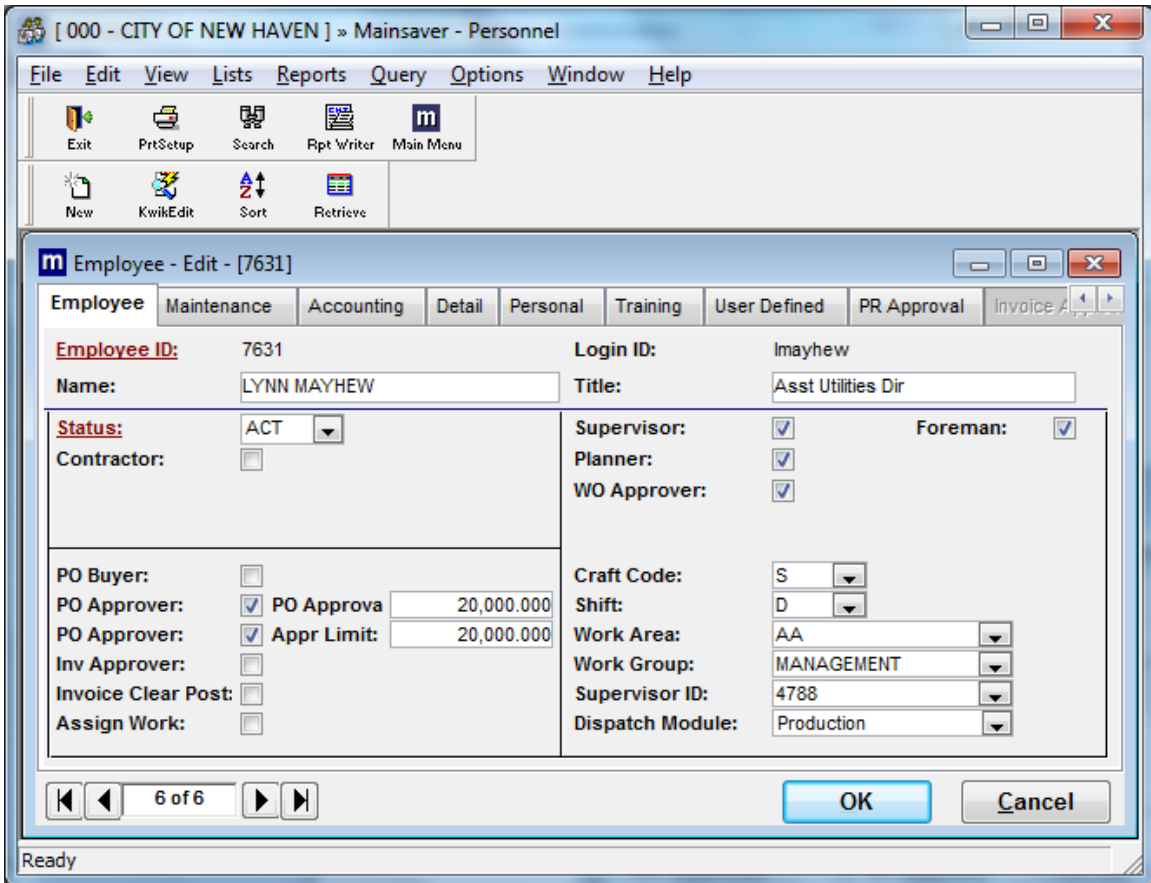 [ 000 - CITY OF NEW HAVEN ] » Mainsaver - Personnel
File Edit View Lists Reports Query Options Window Help
Exit PrtSetup Search Rpt Writer Main Menu
New KwikEdit Sort Retrieve
m Employee - Edit - [7631]
Employee Maintenance Accounting Detail Personal Training User Defined PR Approval Invoice
Employee ID: 7631 Login ID: lmayhew
Name: LYNN MAYHEW Title: Asst Utilities Dir
Status: ACT Supervisor: Foreman:
Contractor: Planner:
WO Approver:
PO Buyer: Craft Code: S
PO Approver: PO Approva 20,000.000 Shift: D
PO Approver: Appr Limit: 20,000.000 Work Area: AA
Inv Approver: Work Group: MANAGEMENT
Invoice Clear Post: Supervisor ID: 4788
Assign Work: Dispatch Module: Production
6 of 6 OK Cancel
Ready